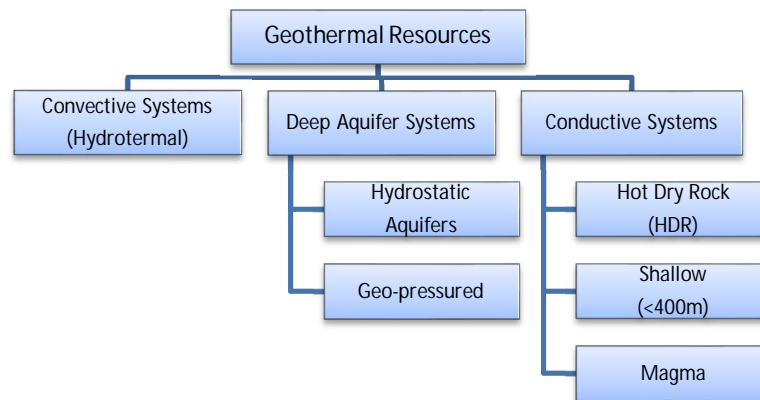 Geothermal Resources
Convective Systems
(Hydrotermal)
Deep Aquifer Systems
Conductive Systems
Hydrostatic
Aquifers
Geo-pressured
Hot Dry Rock
(HDR)
Shallow
(<400m)
Magma